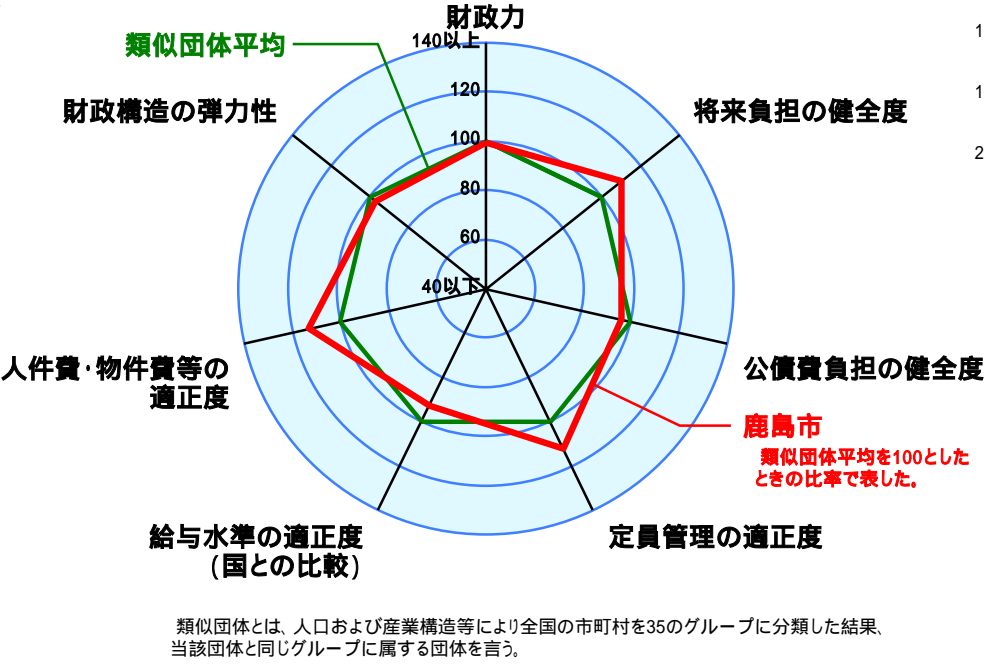 財政力
類似団体平均
140以上
1
120
1
財政構造の弾力性
将来負担の健全度
100
2
80
60
40以下
人件費・物件費等の
適正度
公債費負担の健全度
鹿島市
類似団体平均を100とした
ときの比率で表した。
給与水準の適正度
(国との比較)
定員管理の適正度
類似団体とは、人口および産業構造等により全国の市町村を35のグループに分類した結果、
当該団体と同じグループに属する団体を言う。